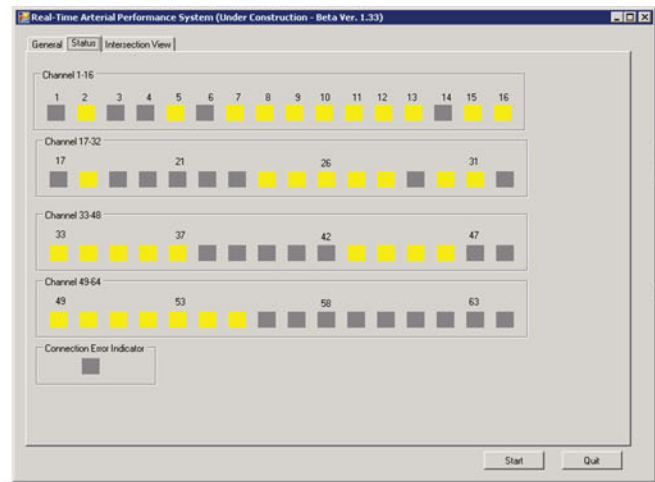 Real-Time Arterial Performance System (Under Construction - Beta Ver. 1.33)
General Status Intersection View
Channel 1-16
1 2 3 4 5 6 7 8 9 10 11 12 13 14 15 16
Channel 17-32
17 21 26 31
Channel 33-48
33 37 42 47
Channel 49-64
49 53 58 63
Connection Error Indicator
Start Quit